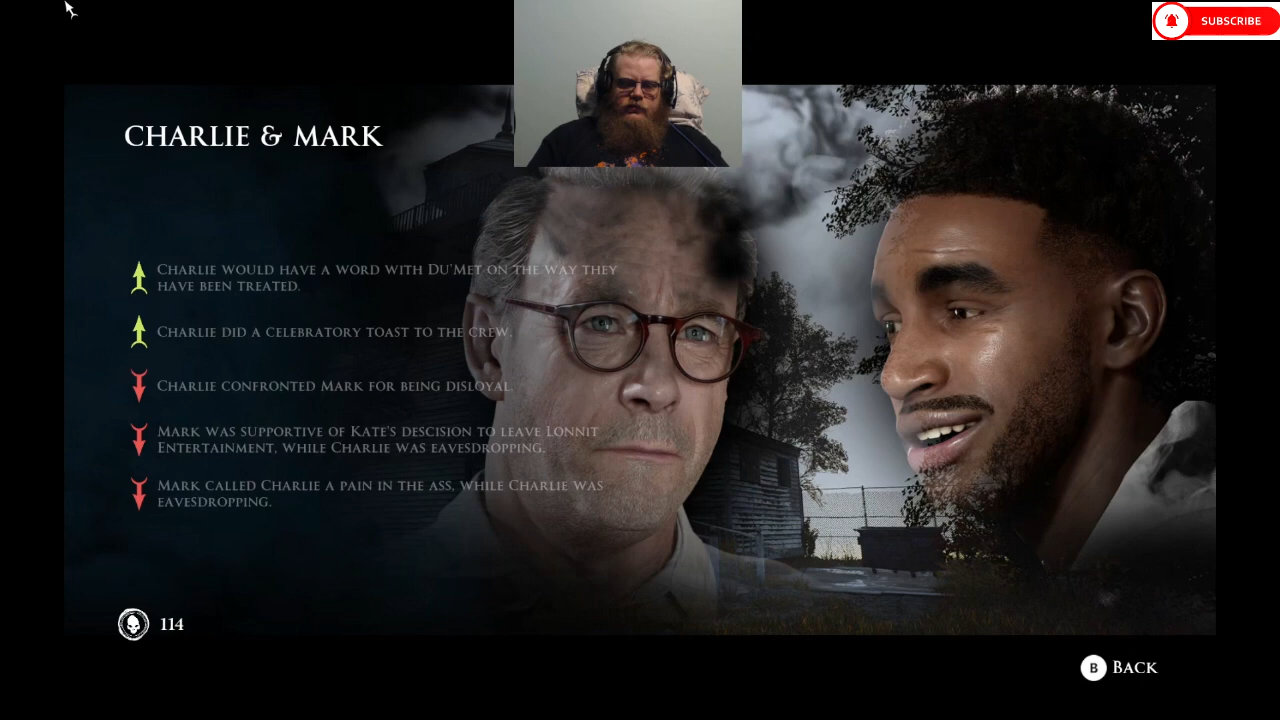 SUBSCRIBE
CHARLIE & MARK
CHARLIE WOULD HAVE A WORD WITH DU'MET ON THE WAY THEY
HAVE BEEN TREATED.
CHARLIE DID A CELEBRATORY TOAST TO THE CREW.
CHARLIE CONFRONTED MARK FOR BEING DISLOYAL.
MARK WAS SUPPORTIVE OF KATE'S DESCISION TO LEAVE LONNIT
ENTERTAINMENT, WHILE CHARLIE WAS EAVESDROPPING.
MARK CALLED CHARLIE A PAIN IN THE ASS, WHILE CHARLIE WAS
EAVESDROPPING.
114
B BACK